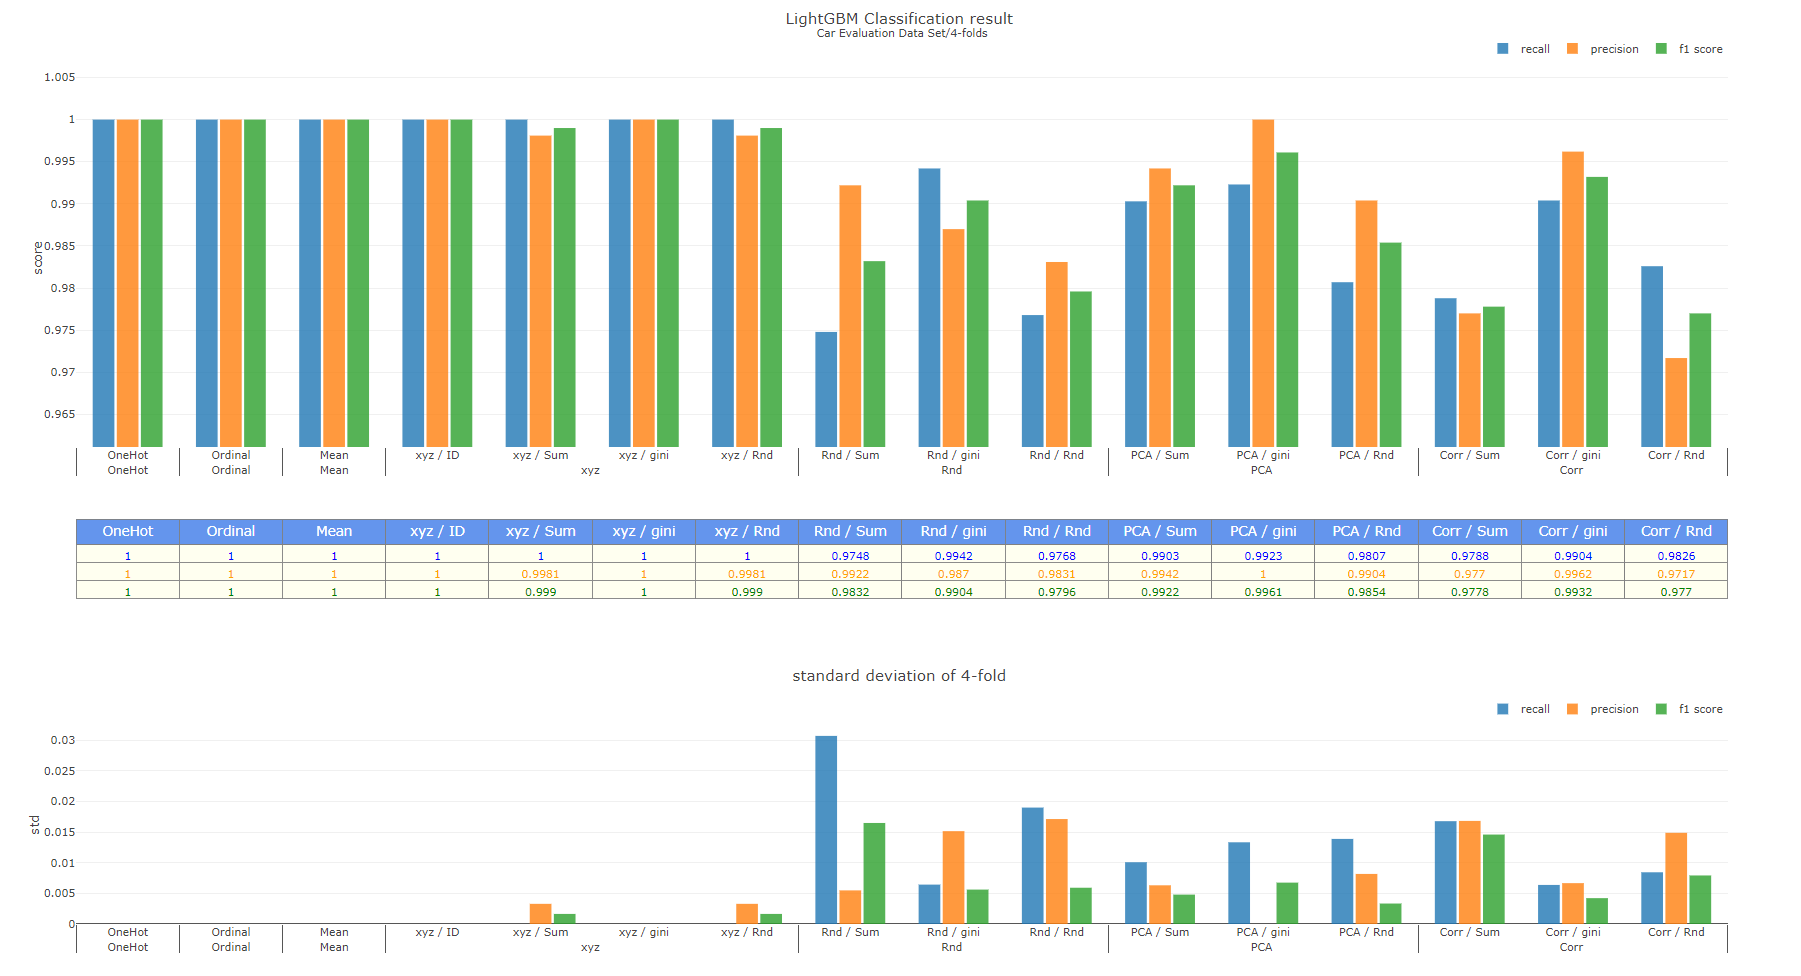 LightGBM Classification result
Car Evaluation Data Set/4-folds
recall precision f1 score
1.005
1
0.995
0.99
0.985
0.98
0.975
0.97
0.965
score
OneHot Ordinal Mean xyz / ID xyz / Sum xyz / gini xyz / Rnd Rnd / Sum Rnd / gini Rnd / Rnd PCA / Sum PCA / gini PCA / Rnd Corr / Sum Corr / gini Corr / Rnd
OneHot Ordinal Mean xyz Rnd PCA Corr
OneHot Ordinal Mean xyz / ID xyz / Sum xyz / gini xyz / Rnd Rnd / Sum Rnd / gini Rnd / Rnd PCA / Sum PCA / gini PCA / Rnd Corr / Sum Corr / gini Corr / Rnd
1 1 1 1 1 1 1 0.9748 0.9942 0.9768 0.9903 0.9923 0.9807 0.9788 0.9904 0.9826
1 1 1 1 0.9981 1 0.9981 0.9922 0.987 0.9831 0.9942 1 0.9904 0.977 0.9962 0.9717
1 1 1 1 0.999 1 0.999 0.9832 0.9904 0.9796 0.9922 0.9961 0.9854 0.9778 0.9932 0.977
standard deviation of 4-fold
recall precision f1 score
0.03
0.025
0.02
0.015
0.01
0.005
0
std
OneHot Ordinal Mean xyz / ID xyz / Sum xyz / gini xyz / Rnd Rnd / Sum Rnd / gini Rnd / Rnd PCA / Sum PCA / gini PCA / Rnd Corr / Sum Corr / gini Corr / Rnd
OneHot Ordinal Mean xyz Rnd PCA Corr